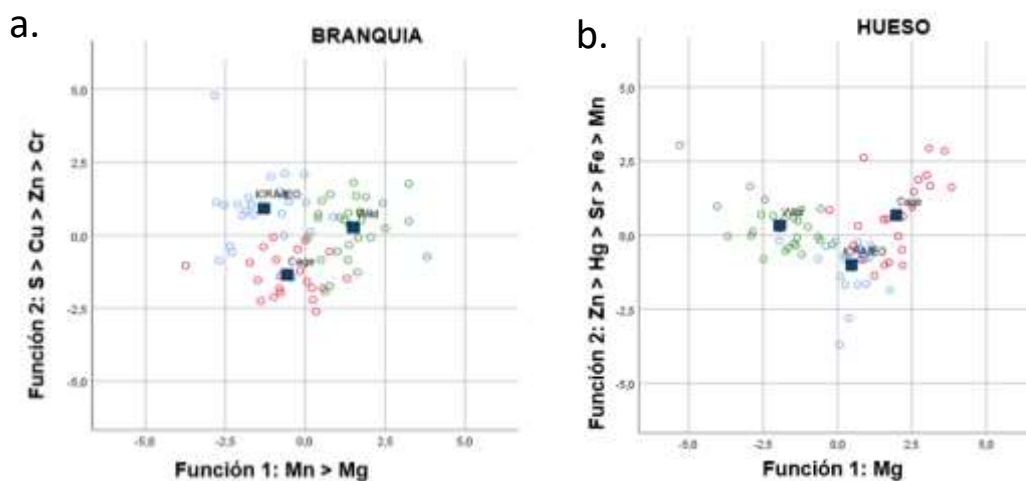 a.
BRANQUIA
Función 2: S > Cu > Zn > Cr
5,0
2,5
0,0
-2,5
-5,0
Wild
Cage
-5,0 -2,5 0,0 2,5 5,0
Función 1: Mn > Mg
b.
HUESO
Función 2: Zn > Hg > Sr > Fe > Mn
5,0
2,5
0,0
-2,5
-5,0
Wild
Cage
-5,0 -2,5 0,0 2,5 5,0
Función 1: Mg